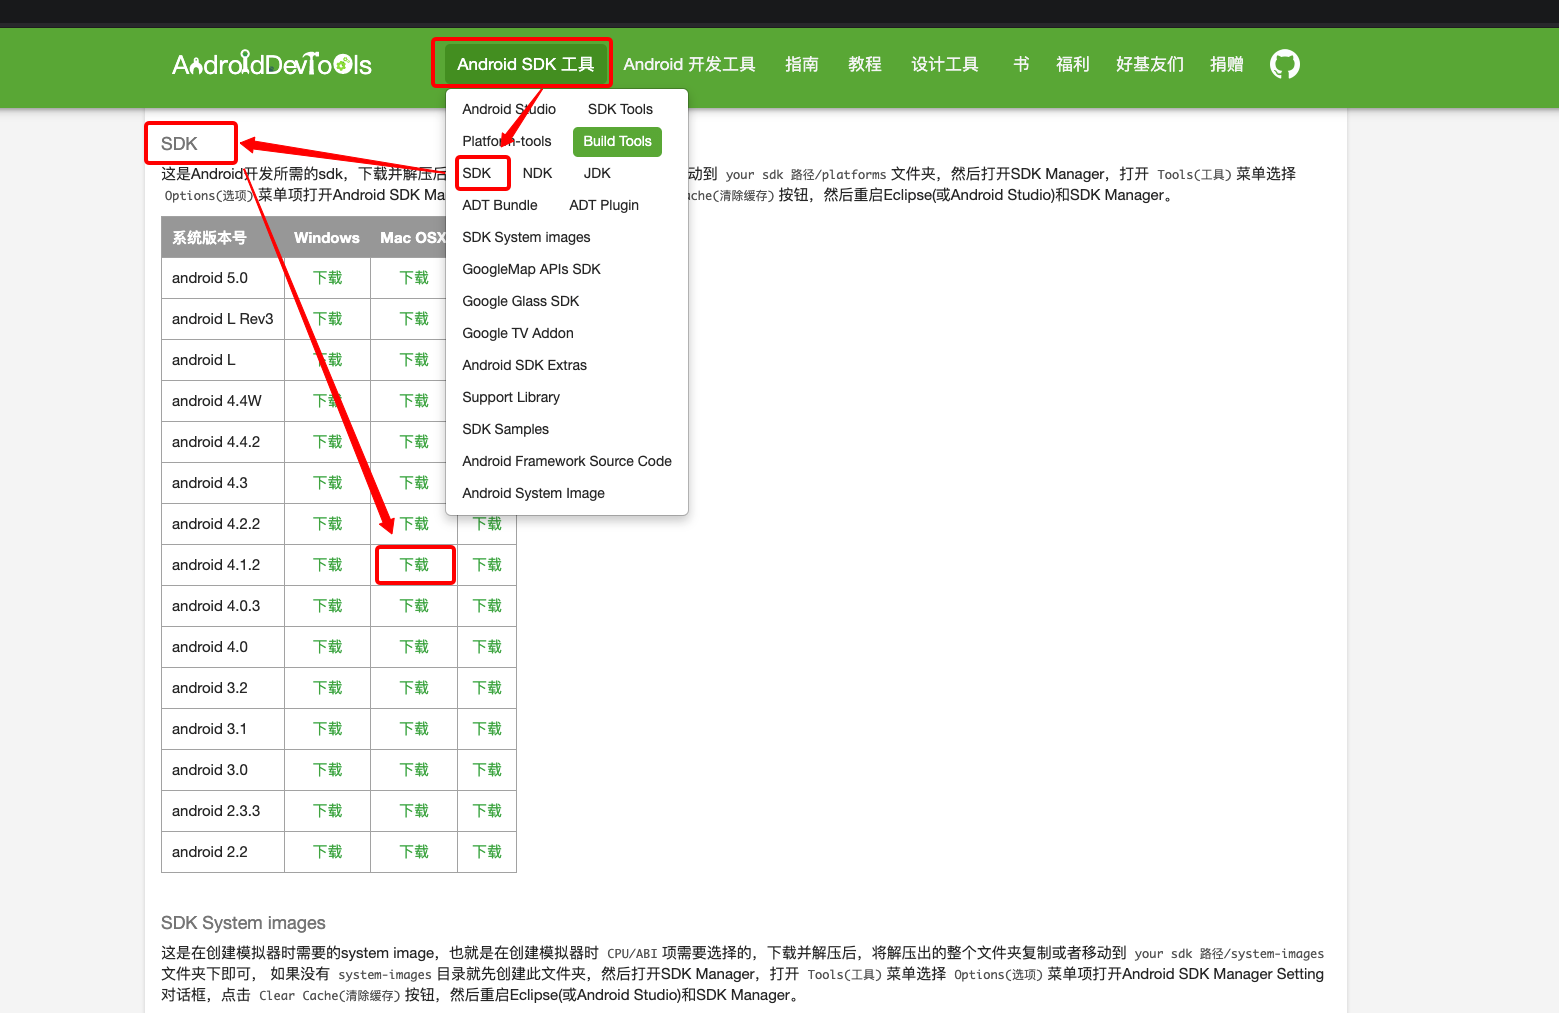 AndroidDevTools
Android SDK 工具 Android 开发工具 指南 教程 设计工具 书 福利 好基友们 捐赠
Android Studio SDK Tools
Platform-tools Build Tools
SDK NDK JDK
ADT Bundle ADT Plugin
SDK System images
GoogleMap APIs SDK
Google Glass SDK
Google TV Addon
Android SDK Extras
Support Library
SDK Samples
Android Framework Source Code
Android System Image
SDK
这是Android开发所需的sdk，下载并解压后 动到 your sdk 路径/platforms 文件夹，然后打开SDK Manager，打开 Tools(工具) 菜单选择
Options(选项) 菜单项打开Android SDK Ma che(清除缓存) 按钮，然后重启Eclipse(或Android Studio)和SDK Manager。
系统版本号 Windows Mac OSX
android 5.0 下载 下载
android L Rev3 下载 下载
android L 下载 下载
android 4.4W 下载 下载
android 4.4.2 下载 下载
android 4.3 下载 下载
android 4.2.2 下载 下载 下载
android 4.1.2 下载 下载 下载
android 4.0.3 下载 下载 下载
android 4.0 下载 下载 下载
android 3.2 下载 下载 下载
android 3.1 下载 下载 下载
android 3.0 下载 下载 下载
android 2.3.3 下载 下载 下载
android 2.2 下载 下载 下载
SDK System images
这是在创建模拟器时需要的system image，也就是在创建模拟器时 CPU/ABI 项需要选择的，下载并解压后，将解压出的整个文件夹复制或者移动到 your sdk 路径/system-images
文件夹下即可， 如果没有 system-images 目录就先创建此文件夹，然后打开SDK Manager，打开 Tools(工具) 菜单选择 Options(选项) 菜单项打开Android SDK Manager Setting
对话框，点击 Clear Cache(清除缓存) 按钮，然后重启Eclipse(或Android Studio)和SDK Manager。